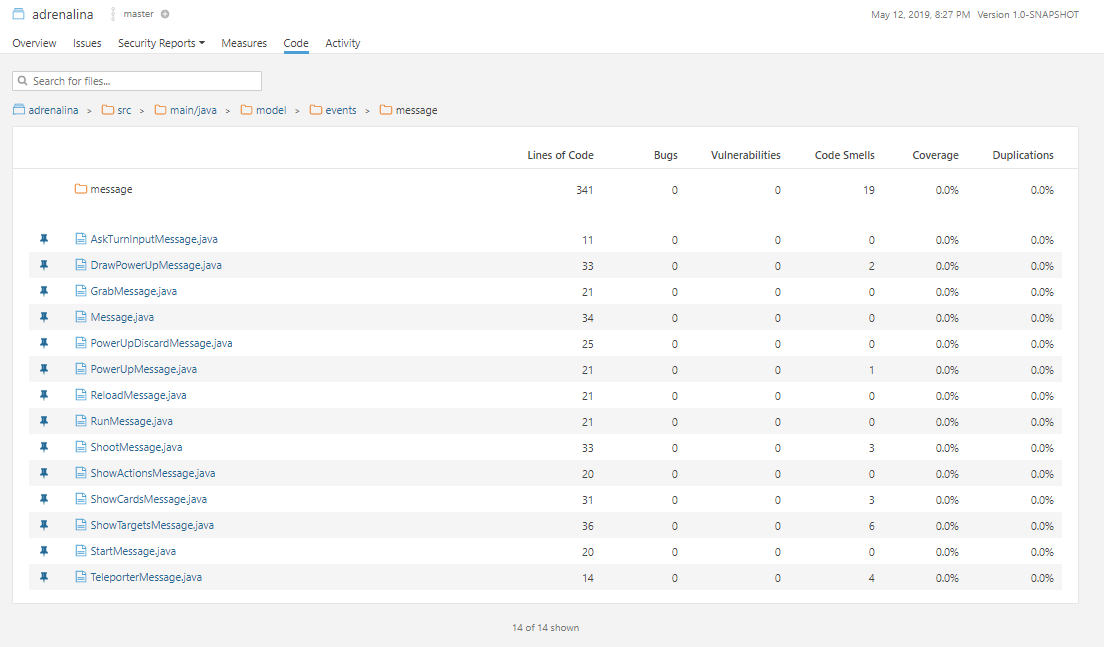 adrenalina master May 12, 2019, 8:27 PM Version 1.0-SNAPSHOT
Overview Issues Security Reports Measures Code Activity
Search for files...
adrenalina > src > main/java > model > events > message
Lines of Code Bugs Vulnerabilities Code Smells Coverage Duplications
message 341 0 0 19 0.0% 0.0%
AskTurnInputMessage.java 11 0 0 0 0.0% 0.0%
DrawPowerUpMessage.java 33 0 0 2 0.0% 0.0%
GrabMessage.java 21 0 0 0 0.0% 0.0%
Message.java 34 0 0 0 0.0% 0.0%
PowerUpDiscardMessage.java 25 0 0 0 0.0% 0.0%
PowerUpMessage.java 21 0 0 1 0.0% 0.0%
ReloadMessage.java 21 0 0 0 0.0% 0.0%
RunMessage.java 21 0 0 0 0.0% 0.0%
ShootMessage.java 33 0 0 3 0.0% 0.0%
ShowActionsMessage.java 20 0 0 0 0.0% 0.0%
ShowCardsMessage.java 31 0 0 3 0.0% 0.0%
ShowTargetsMessage.java 36 0 0 6 0.0% 0.0%
StartMessage.java 20 0 0 0 0.0% 0.0%
TeleporterMessage.java 14 0 0 4 0.0% 0.0%
14 of 14 shown